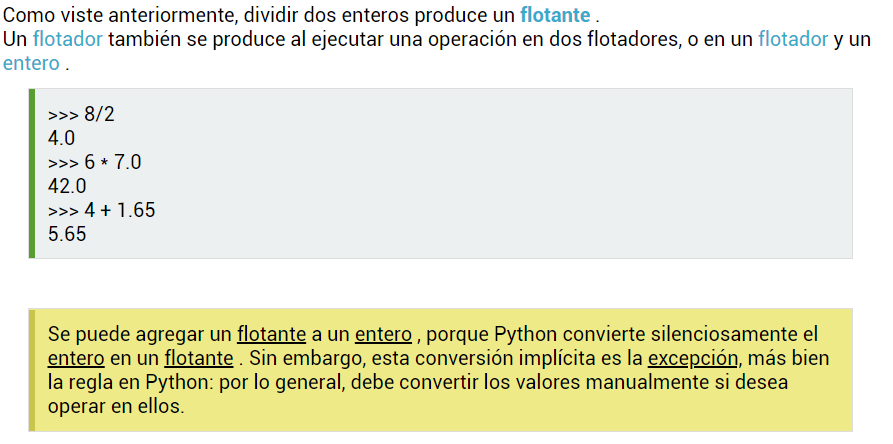 Como viste anteriormente, dividir dos enteros produce un flotante .
Un flotador también se produce al ejecutar una operación en dos flotadores, o en un flotador y un
entero .
>>> 8/2
4.0
>>> 6 * 7.0
42.0
>>> 4 + 1.65
5.65
Se puede agregar un flotante a un entero , porque Python convierte silenciosamente el
entero en un flotante . Sin embargo, esta conversión implícita es la excepción, más bien
la regla en Python: por lo general, debe convertir los valores manualmente si desea
operar en ellos.